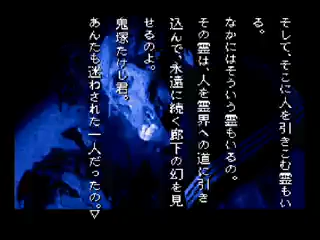 そして、そこに人を引きこむ霊もい
る。
なかにはそういう霊もいるの。
その霊は、人を霊界への道に引き
込んで、永遠に続く廊下の幻を見
せるのよ。
鬼塚たけし君。
あんたも迷わされた一人だったの。▽